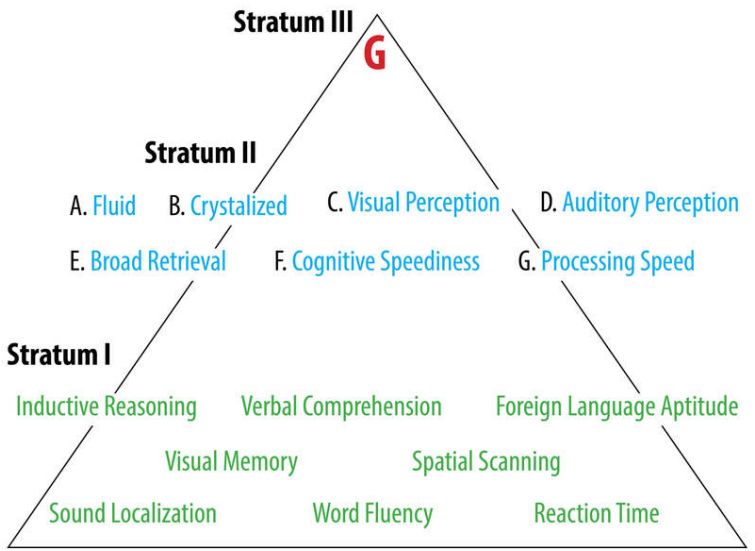 Stratum III
G
Stratum II
A. Fluid B. Crystalized C. Visual Perception D. Auditory Perception
E. Broad Retrieval F. Cognitive Speediness G. Processing Speed
Stratum I
Inductive Reasoning Verbal Comprehension Foreign Language Aptitude
Visual Memory Spatial Scanning
Sound Localization Word Fluency Reaction Time